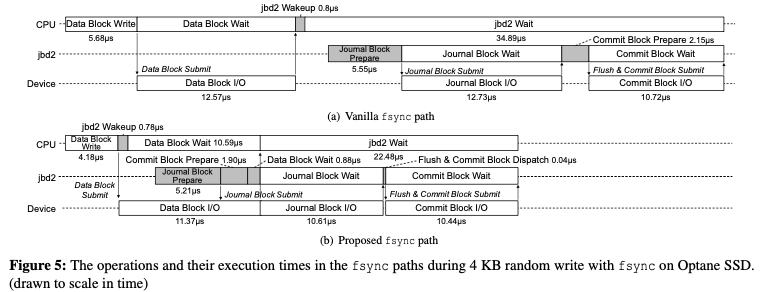 jbd2 Wakeup 0.8µs
CPU
Data Block Write
Data Block Wait
jbd2 Wait
5.68µs
34.89µs
Commit Block Prepare 2.15µs
jbd2
Journal Block
Prepare
Journal Block Wait
Commit Block Wait
5.55µs
Data Block Submit
Journal Block Submit
Flush & Commit Block Submit
Device
Data Block I/O
Journal Block I/O
Commit Block I/O
12.57µs
12.73µs
10.72µs
(a) Vanilla fsync path
jbd2 Wakeup 0.78µs
CPU
Data Block
Write
Data Block Wait 10.59µs
jbd2 Wait
4.18µs
Commit Block Prepare 1.90µs
Data Block Wait 0.88µs
22.48µs
Flush & Commit Block Dispatch 0.04µs
jbd2
Journal Block
Prepare
Journal Block Wait
Commit Block Wait
Data Block
Submit
5.21µs
Journal Block Submit
Flush & Commit Block Submit
Device
Data Block I/O
Journal Block I/O
Commit Block I/O
11.37µs
10.61µs
10.44µs
(b) Proposed fsync path
Figure 5: The operations and their execution times in the fsync paths during 4 KB random write with fsync on Optane SSD.
(drawn to scale in time)